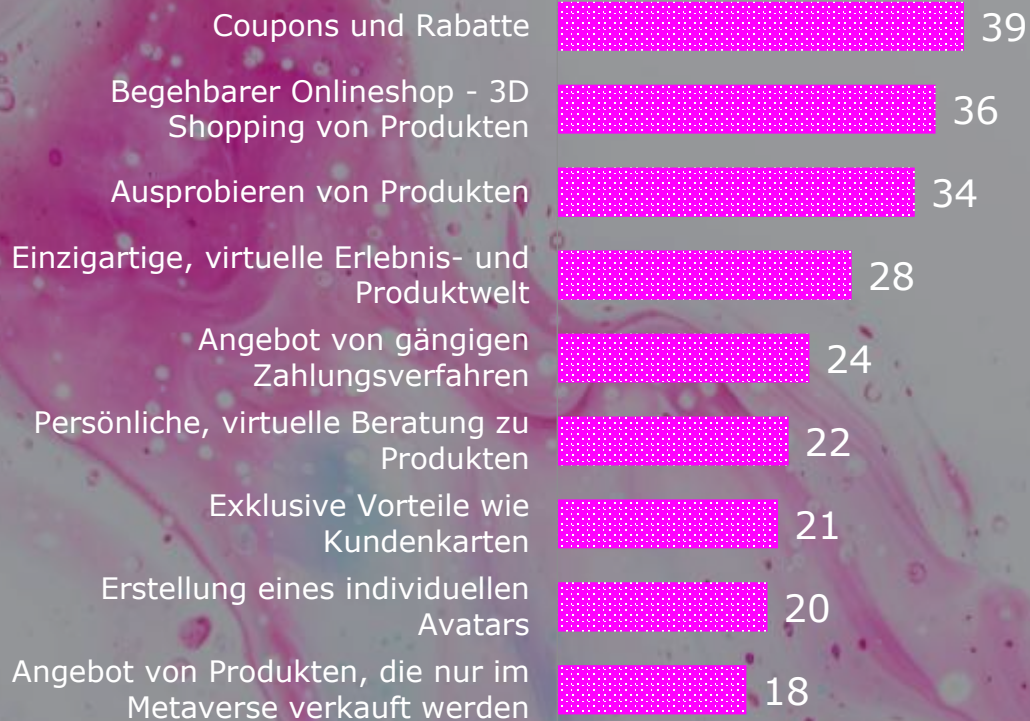 Coupons und Rabatte 39
Begehbarer Onlineshop - 3D
Shopping von Produkten 36
Ausprobieren von Produkten 34
Einzigartige, virtuelle Erlebnis- und
Produktwelt 28
Angebot von gängigen
Zahlungsverfahren 24
Persönliche, virtuelle Beratung zu
Produkten 22
Exklusive Vorteile wie
Kundenkarten 21
Erstellung eines individuellen
Avatars 20
Angebot von Produkten, die nur im
Metaverse verkauft werden 18